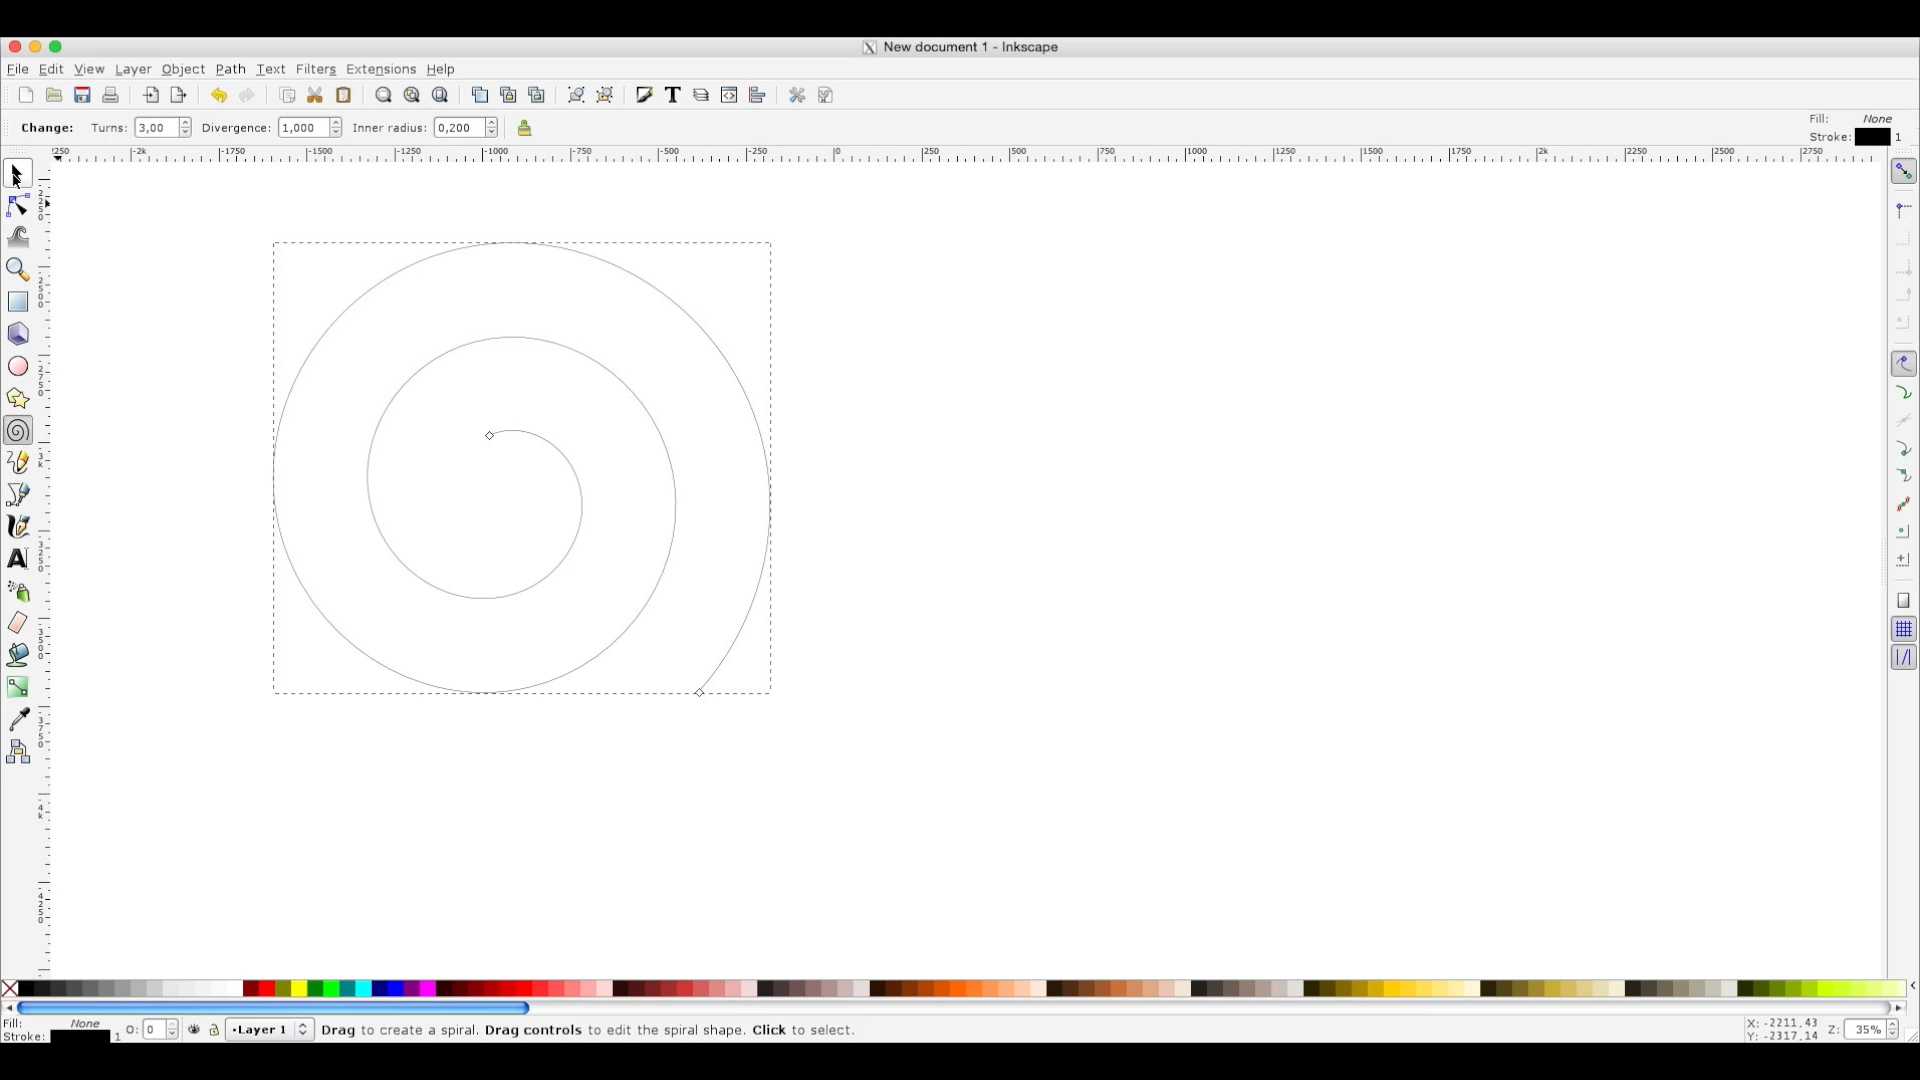 New document 1 - Inkscape
File Edit View Layer Object Path Text Filters Extensions Help
Change: Turns: 3,00 Divergence: 1,000 Inner radius: 0,200
Fill: None
Stroke: 1
250 -2k -1750 -1500 -1250 -1000 -750 -500 -250 0 250 500 750 1000 1250 1500 1750 2k 2250 2500 2750
Fill: None
Stroke: 1 O: 0 •Layer 1 Drag to create a spiral. Drag controls to edit the spiral shape. Click to select.
X: -2211,43
Y: -2317,14
Z: 35%